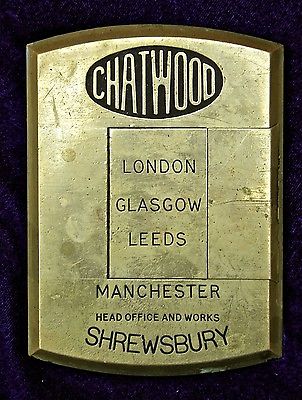 CHATWOOD
LONDON
GLASGOW
LEEDS
MANCHESTER
HEAD OFFICE AND WORKS
SHREWSBURY